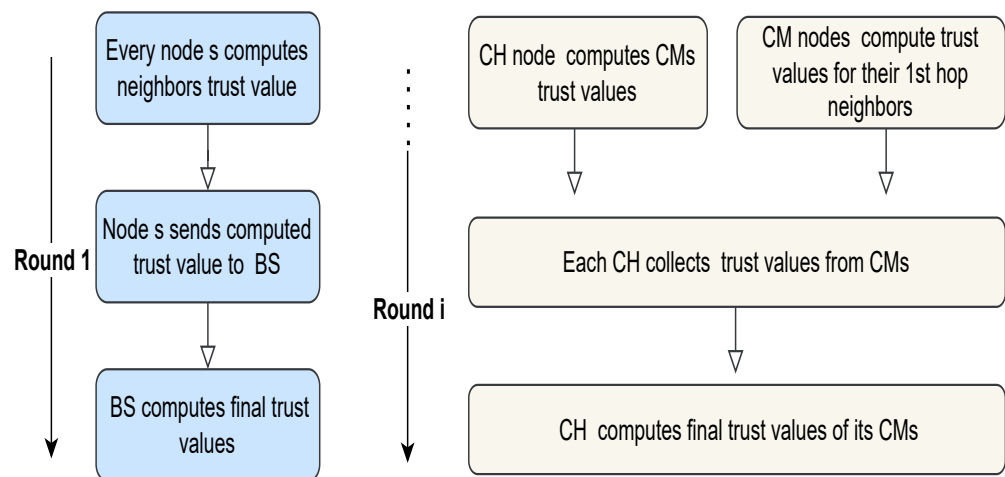 Every node s computes
neighbors trust value
Node s sends computed
trust value to BS
Round 1
BS computes final trust
values
CH node computes CMs
trust values
CM nodes compute trust
values for their 1st hop
neighbors
Each CH collects trust values from CMs
Round i
CH computes final trust values of its CMs